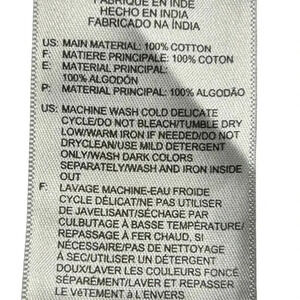 FABRIQUE EN INDE
HECHO EN INDIA
FABRICADO NA ÍNDIA
US: MAIN MATERIAL: 100% COTTON
F: MATIERE PRINCIPALE: 100% COTON
E: MATERIAL PRINCIPAL:
100% ALGODÓN
P: MATERIAL PRINCIPAL: 100% ALGODÃO
US: MACHINE WASH COLD DELICATE
CYCLE/DO NOT BLEACH/TUMBLE DRY
LOW/WARM IRON IF NEEDED/DO NOT
DRYCLEAN/USE MILD DETERGENT
ONLY/WASH DARK COLORS
SEPARATELY/WASH AND IRON INSIDE
OUT
F: LAVAGE MACHINE-EAU FROIDE
CYCLE DÉLICAT/NE PAS UTILISER
DE JAVELISANT/SÉCHAGE PAR
CULBUTAGE À BASSE TEMPÉRATURE/
REPASSAGE À FER CHAUD, SI
NÉCESSAIRE/PAS DE NETTOYAGE
À SEC/UTILISER UN DÉTERGENT
DOUX/LAVER LES COULEURS FONCÉ
SÉPARÉMENT/LAVER ET REPASSER
LE VêTEMENT à L'ENVERS